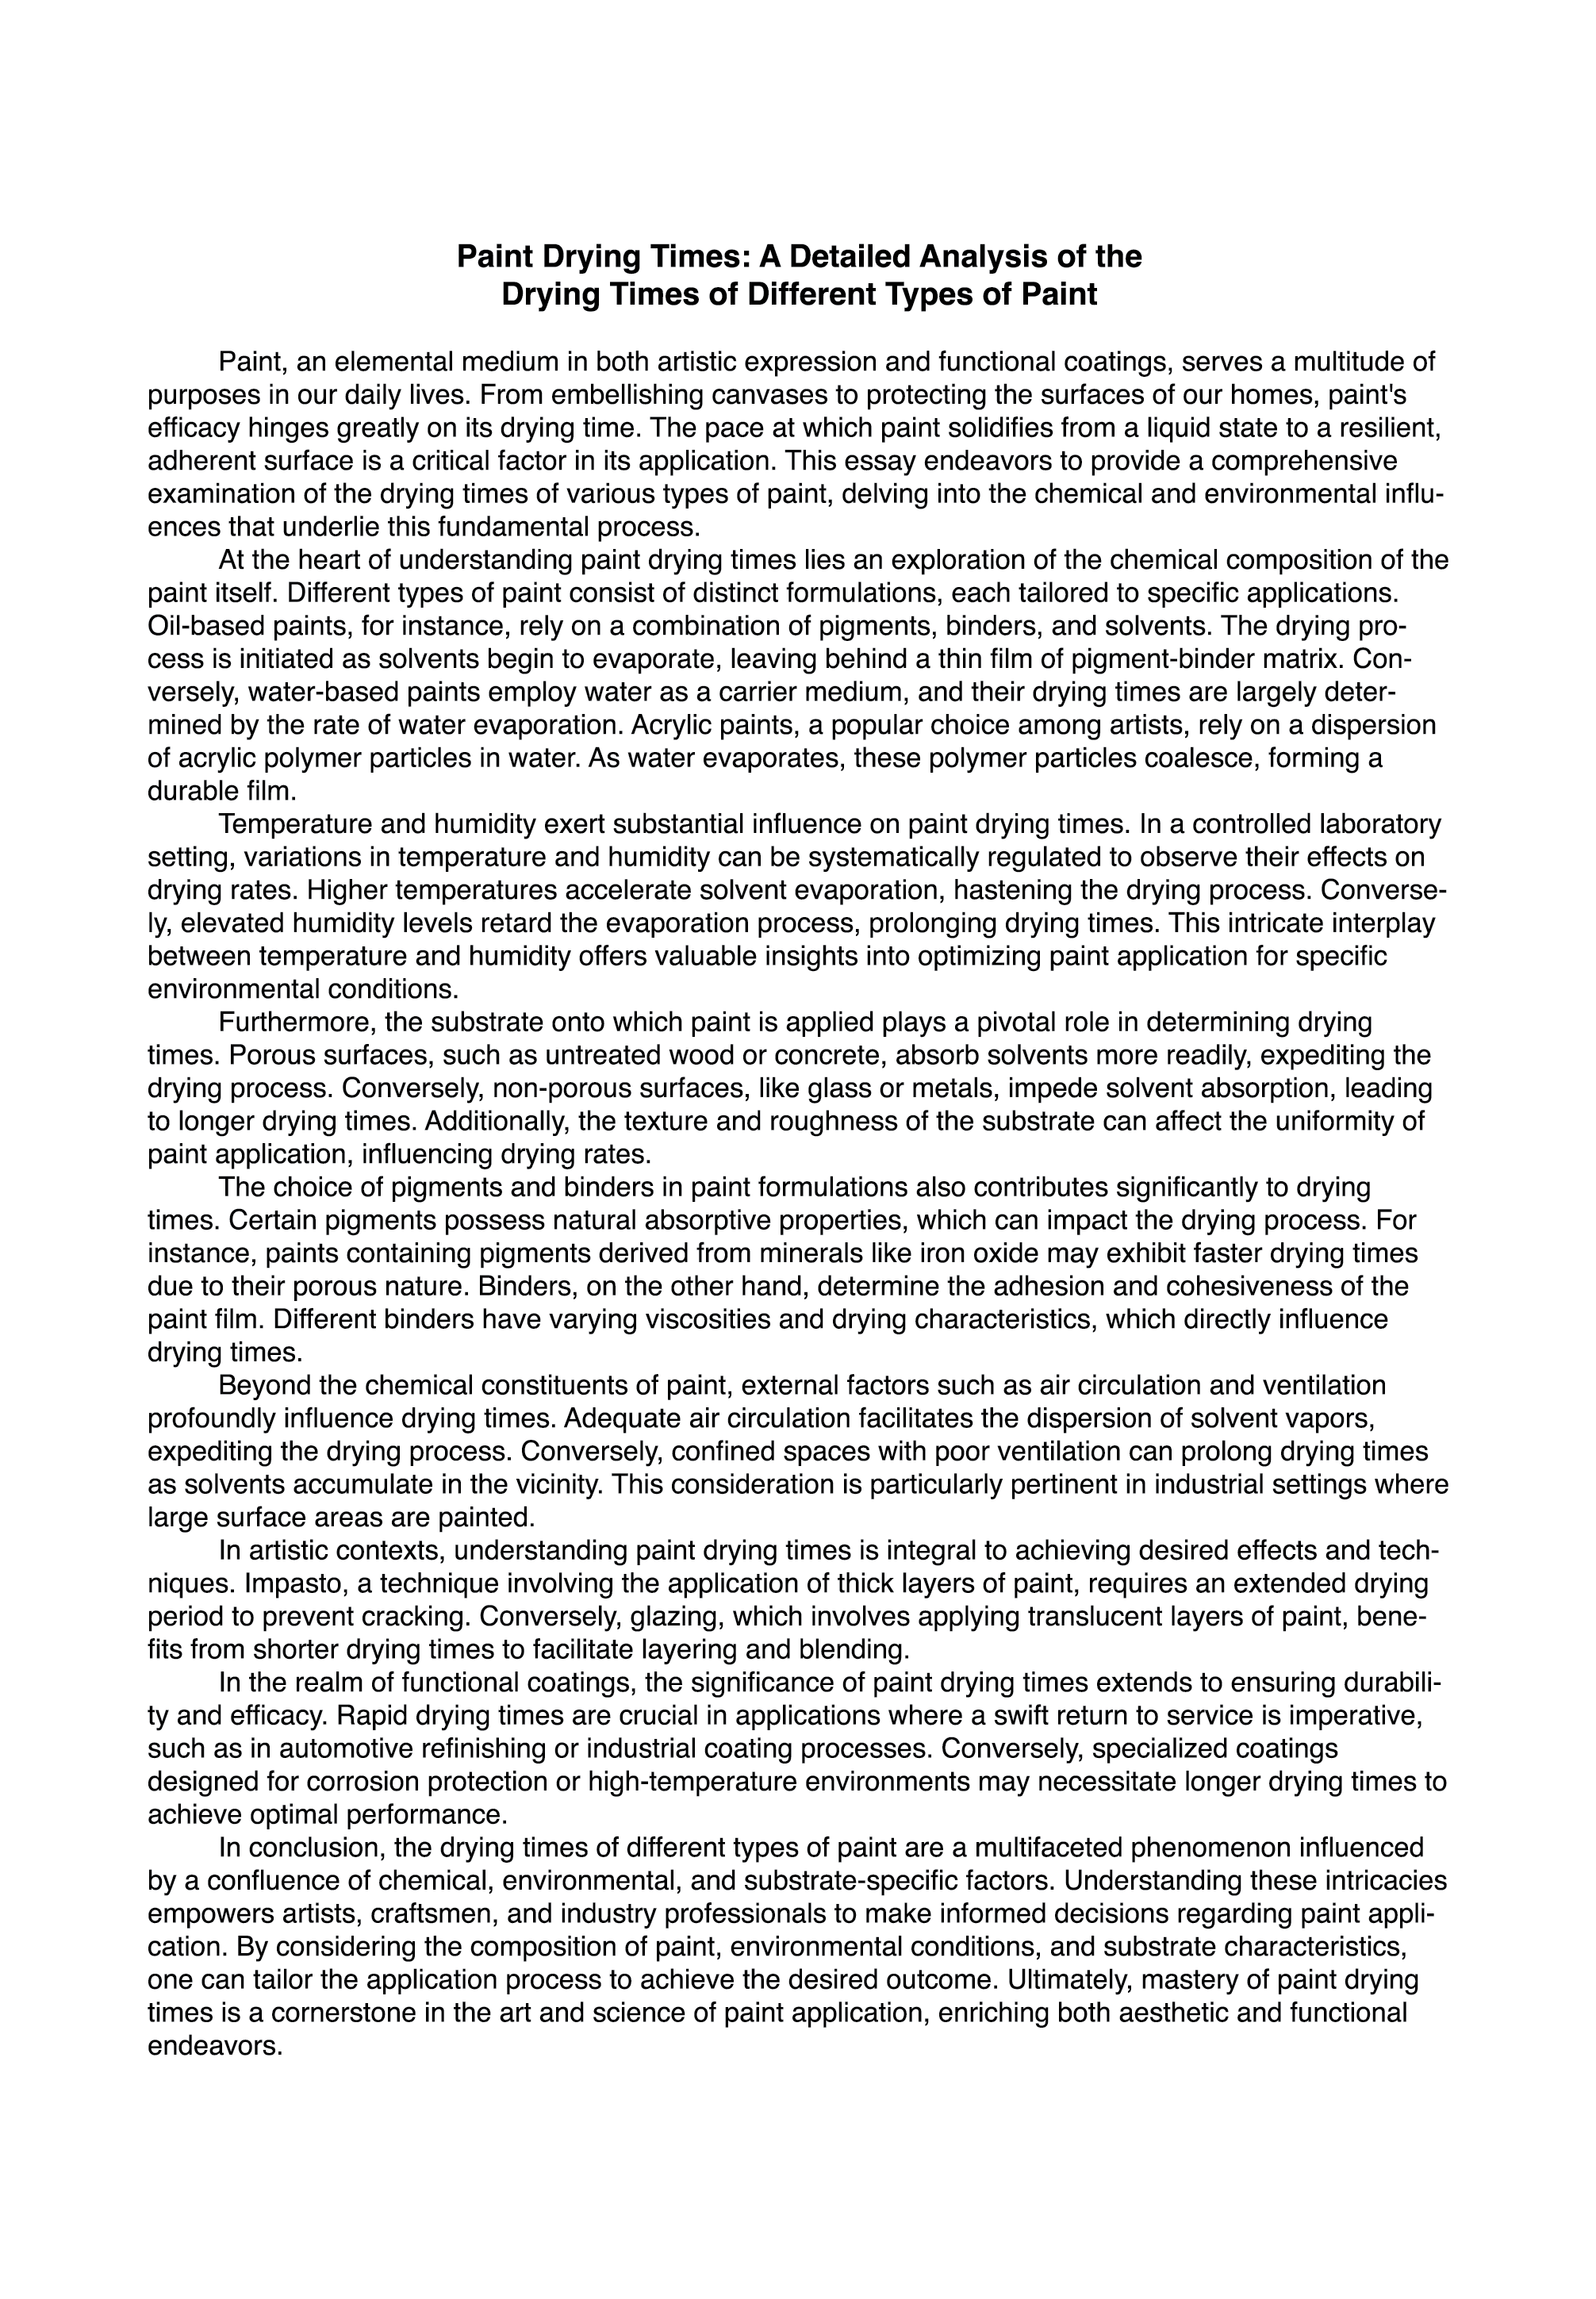 Paint Drying Times: A Detailed Analysis of the
Drying Times of Different Types of Paint
Paint, an elemental medium in both artistic expression and functional coatings, serves a multitude of
purposes in our daily lives. From embellishing canvases to protecting the surfaces of our homes, paint's
efficacy hinges greatly on its drying time. The pace at which paint solidifies from a liquid state to a resilient,
adherent surface is a critical factor in its application. This essay endeavors to provide a comprehensive
examination of the drying times of various types of paint, delving into the chemical and environmental influ-
ences that underlie this fundamental process.
At the heart of understanding paint drying times lies an exploration of the chemical composition of the
paint itself. Different types of paint consist of distinct formulations, each tailored to specific applications.
Oil-based paints, for instance, rely on a combination of pigments, binders, and solvents. The drying pro-
cess is initiated as solvents begin to evaporate, leaving behind a thin film of pigment-binder matrix. Con-
versely, water-based paints employ water as a carrier medium, and their drying times are largely deter-
mined by the rate of water evaporation. Acrylic paints, a popular choice among artists, rely on a dispersion
of acrylic polymer particles in water. As water evaporates, these polymer particles coalesce, forming a
durable film.
Temperature and humidity exert substantial influence on paint drying times. In a controlled laboratory
setting, variations in temperature and humidity can be systematically regulated to observe their effects on
drying rates. Higher temperatures accelerate solvent evaporation, hastening the drying process. Converse-
ly, elevated humidity levels retard the evaporation process, prolonging drying times. This intricate interplay
between temperature and humidity offers valuable insights into optimizing paint application for specific
environmental conditions.
Furthermore, the substrate onto which paint is applied plays a pivotal role in determining drying
times. Porous surfaces, such as untreated wood or concrete, absorb solvents more readily, expediting the
drying process. Conversely, non-porous surfaces, like glass or metals, impede solvent absorption, leading
to longer drying times. Additionally, the texture and roughness of the substrate can affect the uniformity of
paint application, influencing drying rates.
The choice of pigments and binders in paint formulations also contributes significantly to drying
times. Certain pigments possess natural absorptive properties, which can impact the drying process. For
instance, paints containing pigments derived from minerals like iron oxide may exhibit faster drying times
due to their porous nature. Binders, on the other hand, determine the adhesion and cohesiveness of the
paint film. Different binders have varying viscosities and drying characteristics, which directly influence
drying times.
Beyond the chemical constituents of paint, external factors such as air circulation and ventilation
profoundly influence drying times. Adequate air circulation facilitates the dispersion of solvent vapors,
expediting the drying process. Conversely, confined spaces with poor ventilation can prolong drying times
as solvents accumulate in the vicinity. This consideration is particularly pertinent in industrial settings where
large surface areas are painted.
In artistic contexts, understanding paint drying times is integral to achieving desired effects and tech-
niques. Impasto, a technique involving the application of thick layers of paint, requires an extended drying
period to prevent cracking. Conversely, glazing, which involves applying translucent layers of paint, bene-
fits from shorter drying times to facilitate layering and blending.
In the realm of functional coatings, the significance of paint drying times extends to ensuring durabili-
ty and efficacy. Rapid drying times are crucial in applications where a swift return to service is imperative,
such as in automotive refinishing or industrial coating processes. Conversely, specialized coatings
designed for corrosion protection or high-temperature environments may necessitate longer drying times to
achieve optimal performance.
In conclusion, the drying times of different types of paint are a multifaceted phenomenon influenced
by a confluence of chemical, environmental, and substrate-specific factors. Understanding these intricacies
empowers artists, craftsmen, and industry professionals to make informed decisions regarding paint appli-
cation. By considering the composition of paint, environmental conditions, and substrate characteristics,
one can tailor the application process to achieve the desired outcome. Ultimately, mastery of paint drying
times is a cornerstone in the art and science of paint application, enriching both aesthetic and functional
endeavors.